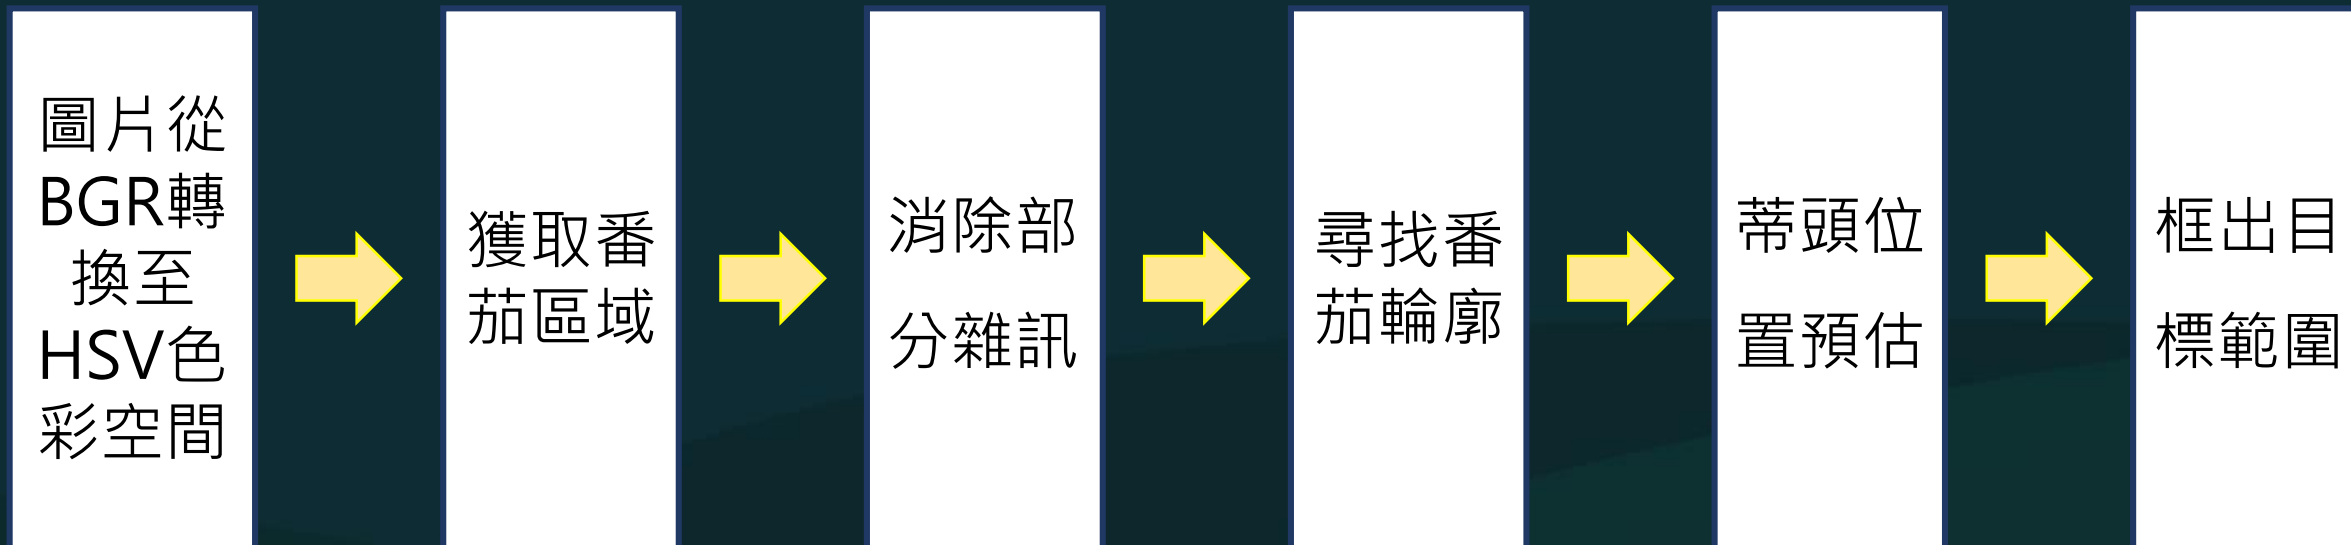 圖片從
BGR轉
換至
HSV色
彩空間
獲取番
茄區域
消除部
分雜訊
尋找番
茄輪廓
蒂頭位
置預估
框出目
標範圍